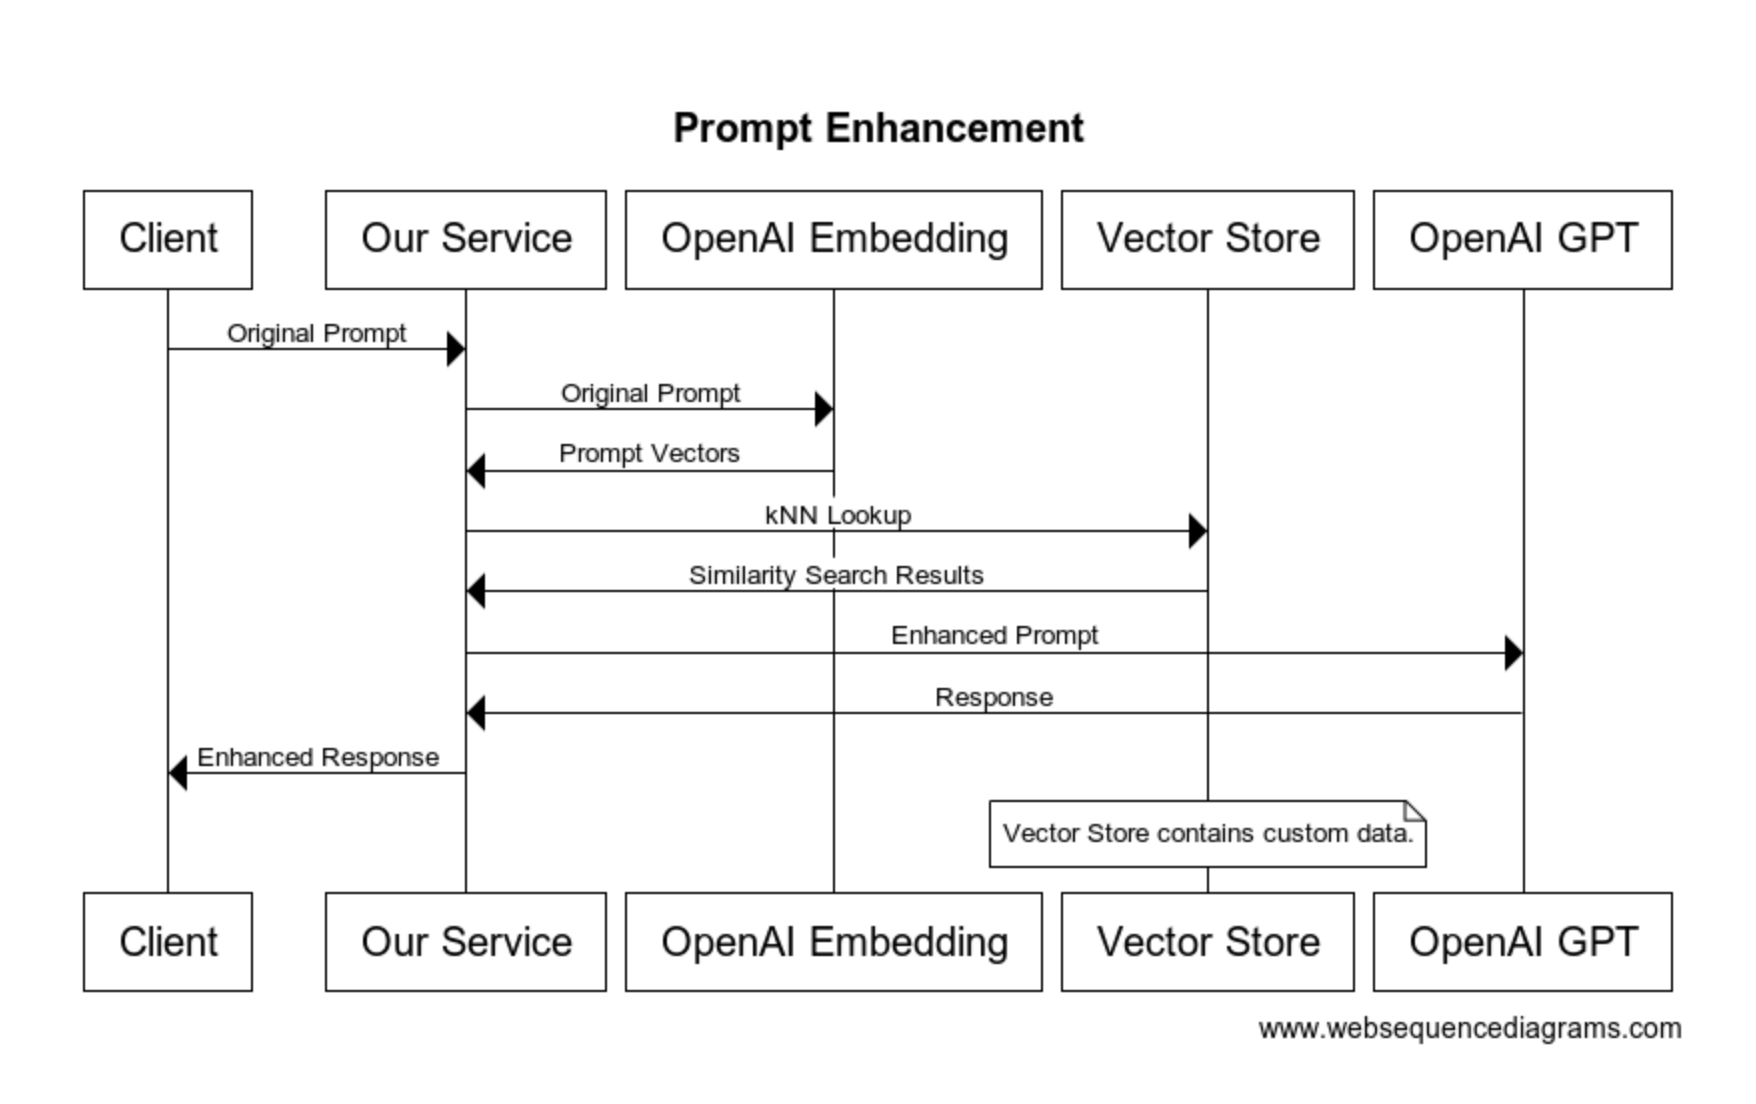 Prompt Enhancement
Client
Our Service
OpenAI Embedding
Vector Store
OpenAI GPT
Original Prompt
Original Prompt
Prompt Vectors
kNN Lookup
Similarity Search Results
Enhanced Prompt
Response
Enhanced Response
Vector Store contains custom data.
Client
Our Service
OpenAI Embedding
Vector Store
OpenAI GPT
www.websequencediagrams.com